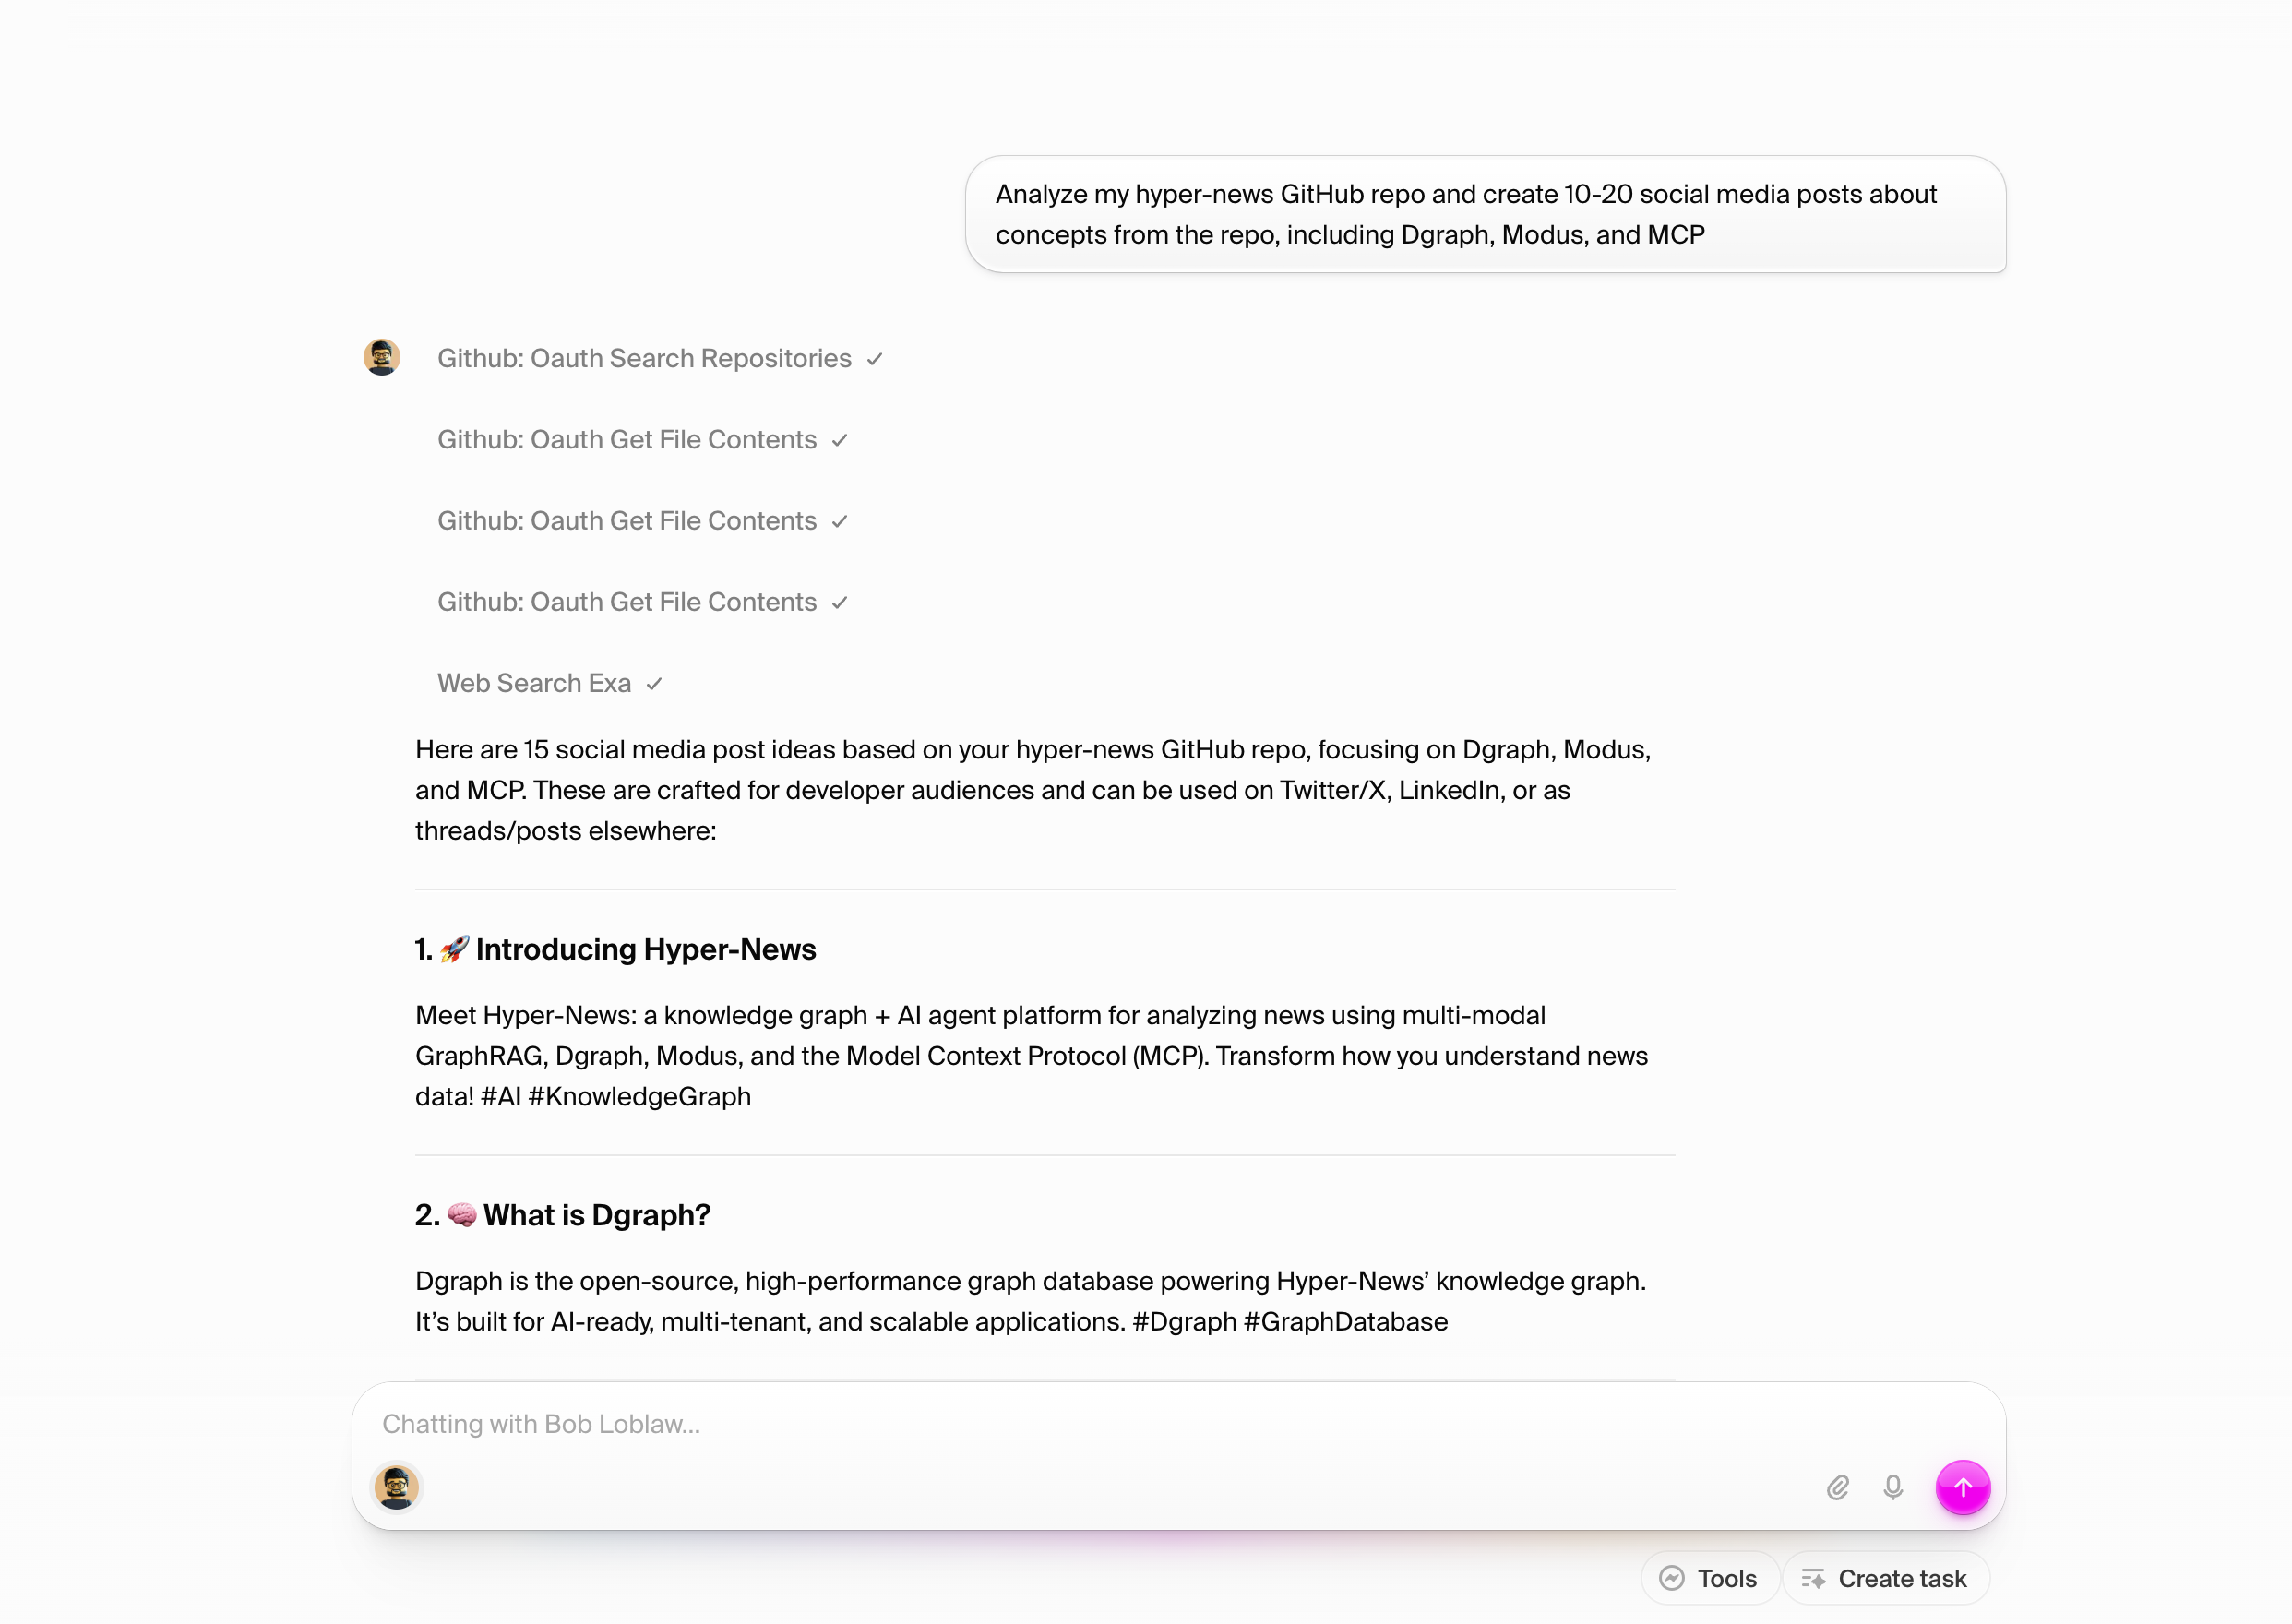 Analyze my hyper-news GitHub repo and create 10-20 social media posts about
concepts from the repo, including Dgraph, Modus, and MCP
Github: Oauth Search Repositories
Github: Oauth Get File Contents
Github: Oauth Get File Contents
Github: Oauth Get File Contents
Web Search Exa
Here are 15 social media post ideas based on your hyper-news GitHub repo, focusing on Dgraph, Modus,
and MCP. These are crafted for developer audiences and can be used on Twitter/X, LinkedIn, or as
threads/posts elsewhere:
1. 🚀 Introducing Hyper-News
Meet Hyper-News: a knowledge graph + AI agent platform for analyzing news using multi-modal
GraphRAG, Dgraph, Modus, and the Model Context Protocol (MCP). Transform how you understand news
data! #AI #KnowledgeGraph
2. 🧠 What is Dgraph?
Dgraph is the open-source, high-performance graph database powering Hyper-News’ knowledge graph.
It’s built for AI-ready, multi-tenant, and scalable applications. #Dgraph #GraphDatabase
Chatting with Bob Loblaw...
Tools
Create task